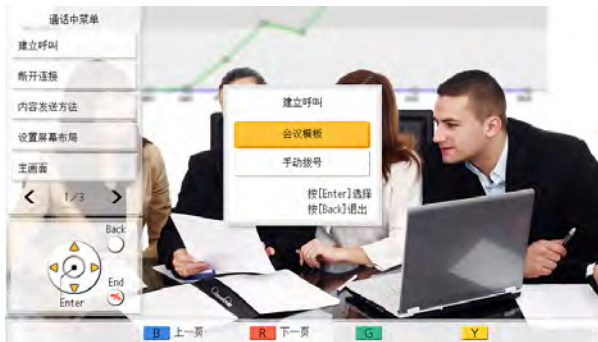 通话中菜单
建立呼叫
断开连接
内容发送方法
设置屏幕布局
主画面
1/3
Back
End
Enter
建立呼叫
会议模板
手动拨号
按[Enter]选择
按[Back]退出
B 上一页 R 下一页 G Y